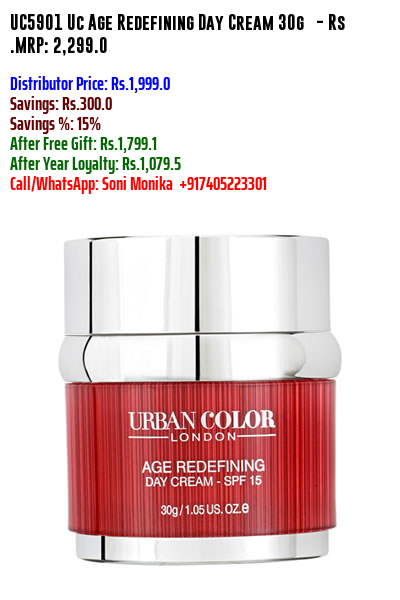 UC5901 Uc Age Redefining Day Cream 30g - Rs
.MRP: 2,299.0
Distributor Price: Rs.1,999.0
Savings: Rs.300.0
Savings %: 15%
After Free Gift: Rs.1,799.1
After Year Loyalty: Rs.1,079.5
Call/WhatsApp: Soni Monika +917405223301
URBAN COLOR
LONDON
AGE REDEFINING
DAY CREAM - SPF 15
30g / 1.05 US. OZ.e